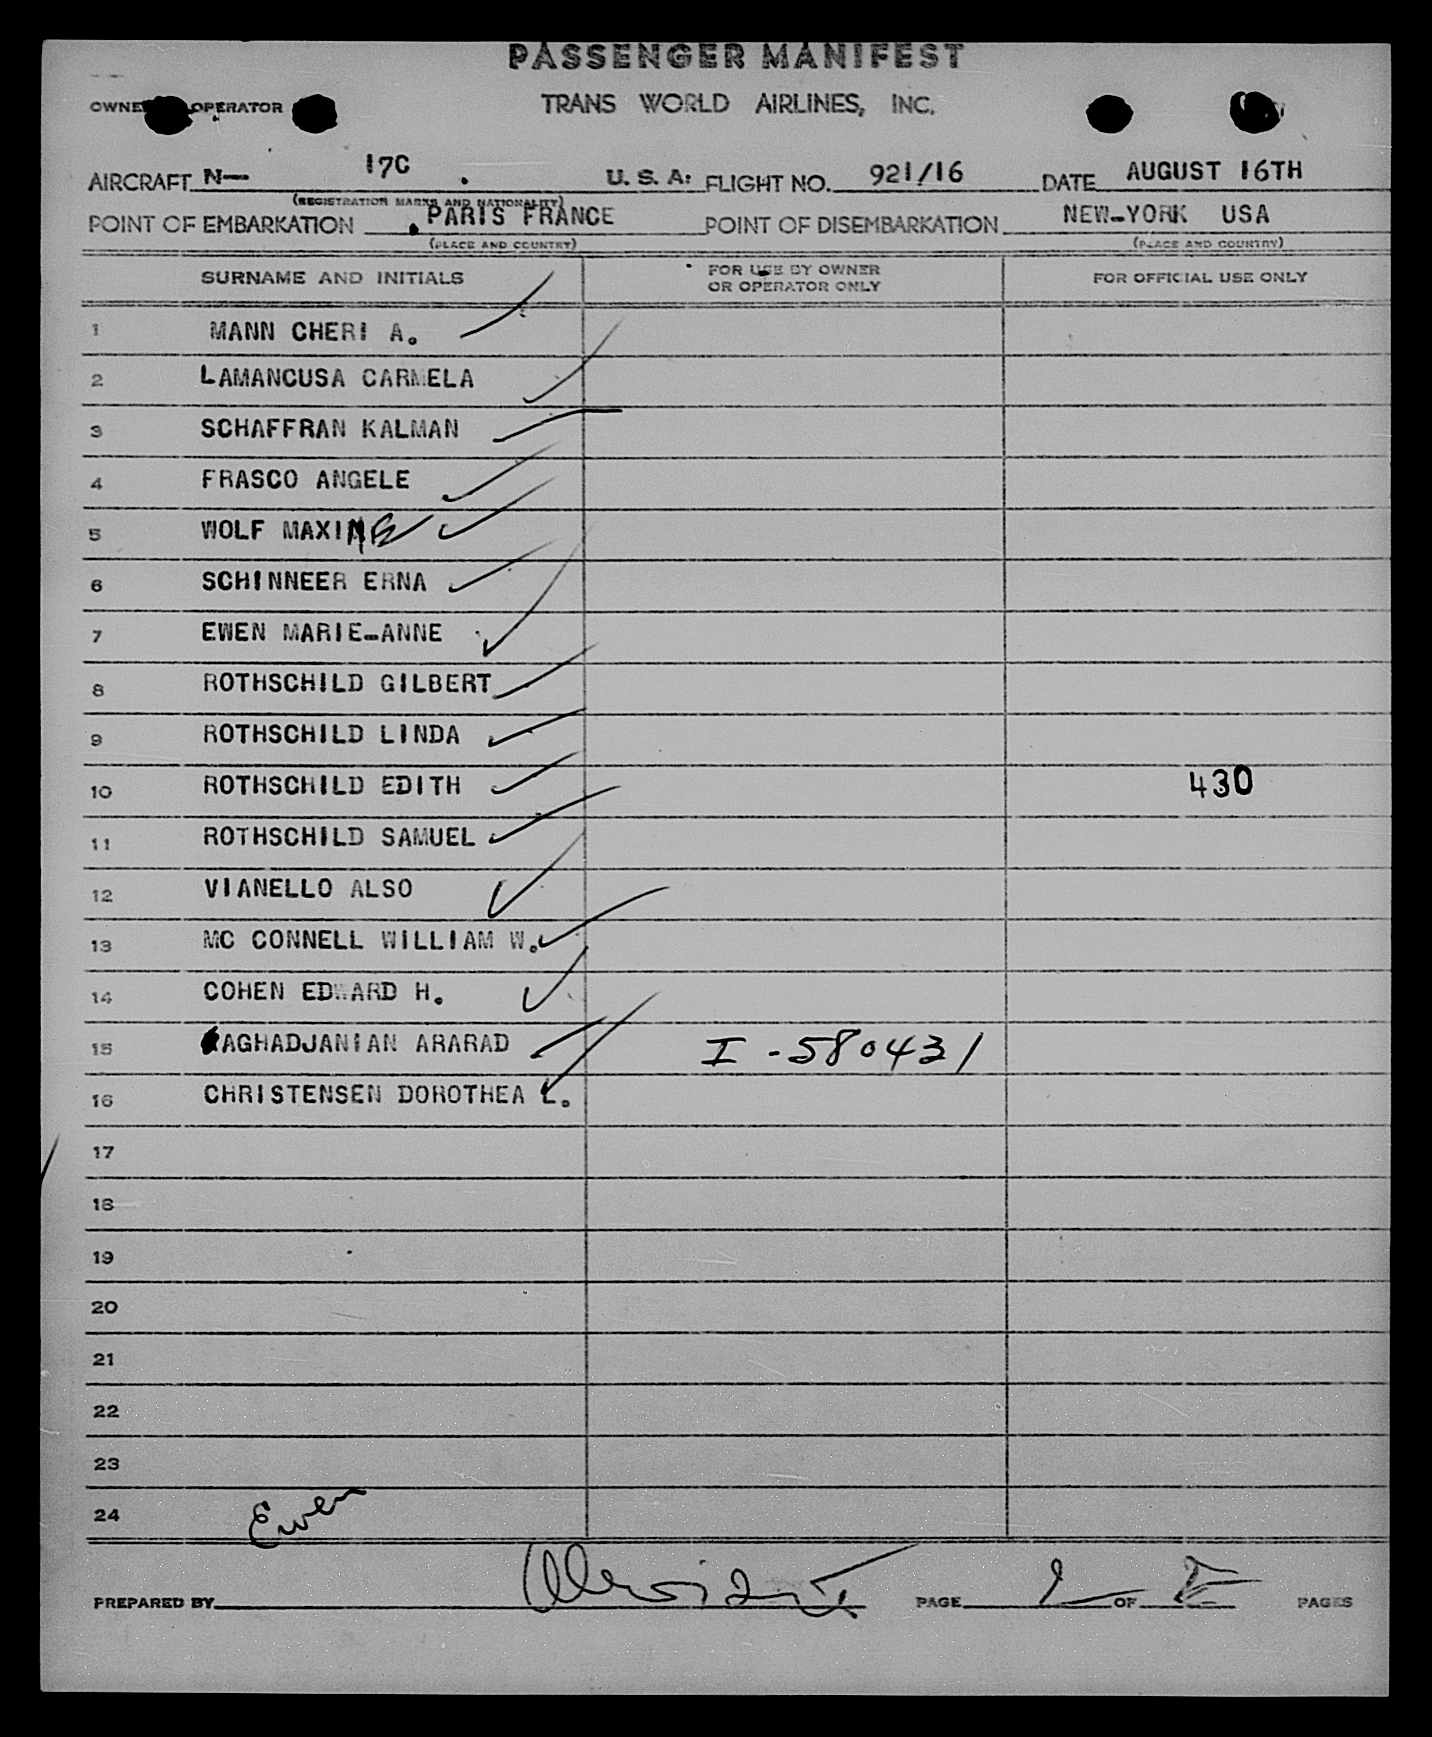 PASSENGER MANIFEST
OWNER OPERATOR TRANS WORLD AIRLINES, INC.
AIRCRAFT N— 17C . U. S. A: FLIGHT NO. 921/16 DATE AUGUST 16TH
(REGISTRATION MARKS AND NATIONALITY)
POINT OF EMBARKATION PARIS FRANCE POINT OF DISEMBARKATION NEW-YORK USA
(PLACE AND COUNTRY) (PLACE AND COUNTRY)
SURNAME AND INITIALS FOR USE BY OWNER OR OPERATOR ONLY FOR OFFICIAL USE ONLY
1 MANN CHERI A.
2 LAMANCUSA CARMELA
3 SCHAFFRAN KALMAN
4 FRASCO ANGELE
5 WOLF MAXINE
6 SCHINNEER ERNA
7 EWEN MARIE-ANNE
8 ROTHSCHILD GILBERT
9 ROTHSCHILD LINDA
10 ROTHSCHILD EDITH 430
11 ROTHSCHILD SAMUEL
12 VIANELLO ALSO
13 MC CONNELL WILLIAM W.
14 COHEN EDWARD H.
15 AGHADJANIAN ARARAD I-580431
16 CHRISTENSEN DOROTHEA L.
17
18
19
20
21
22
23
24 Ewen
PREPARED BY PAGE OF PAGES